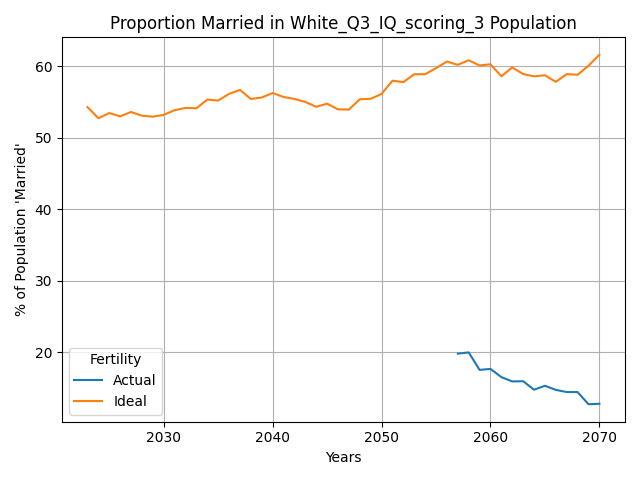 Proportion Married in White_Q3_IQ_scoring_3 Population
% of Population 'Married'
60
50
40
30
20
Fertility
Actual
Ideal
2030
2040
2050
2060
2070
Years